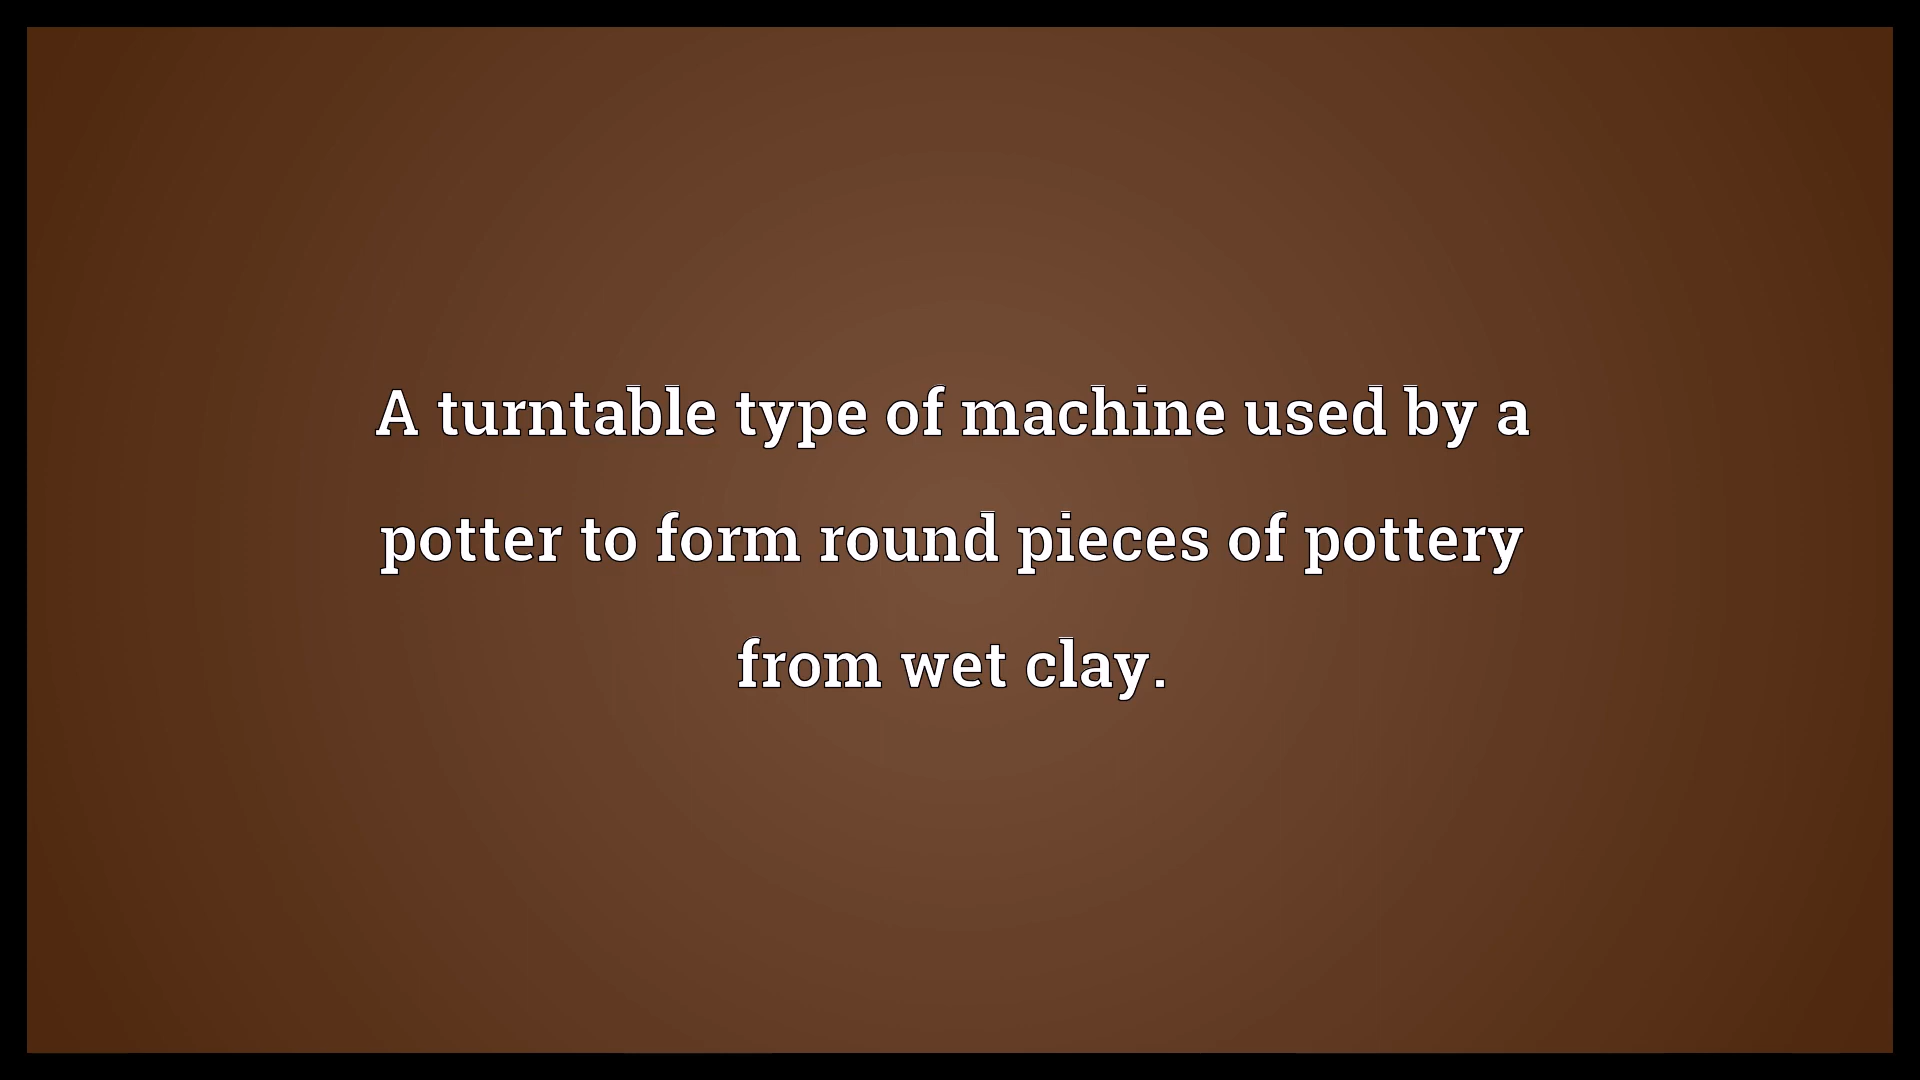 A turntable type of machine used by a
potter to form round pieces of pottery
from wet clay.